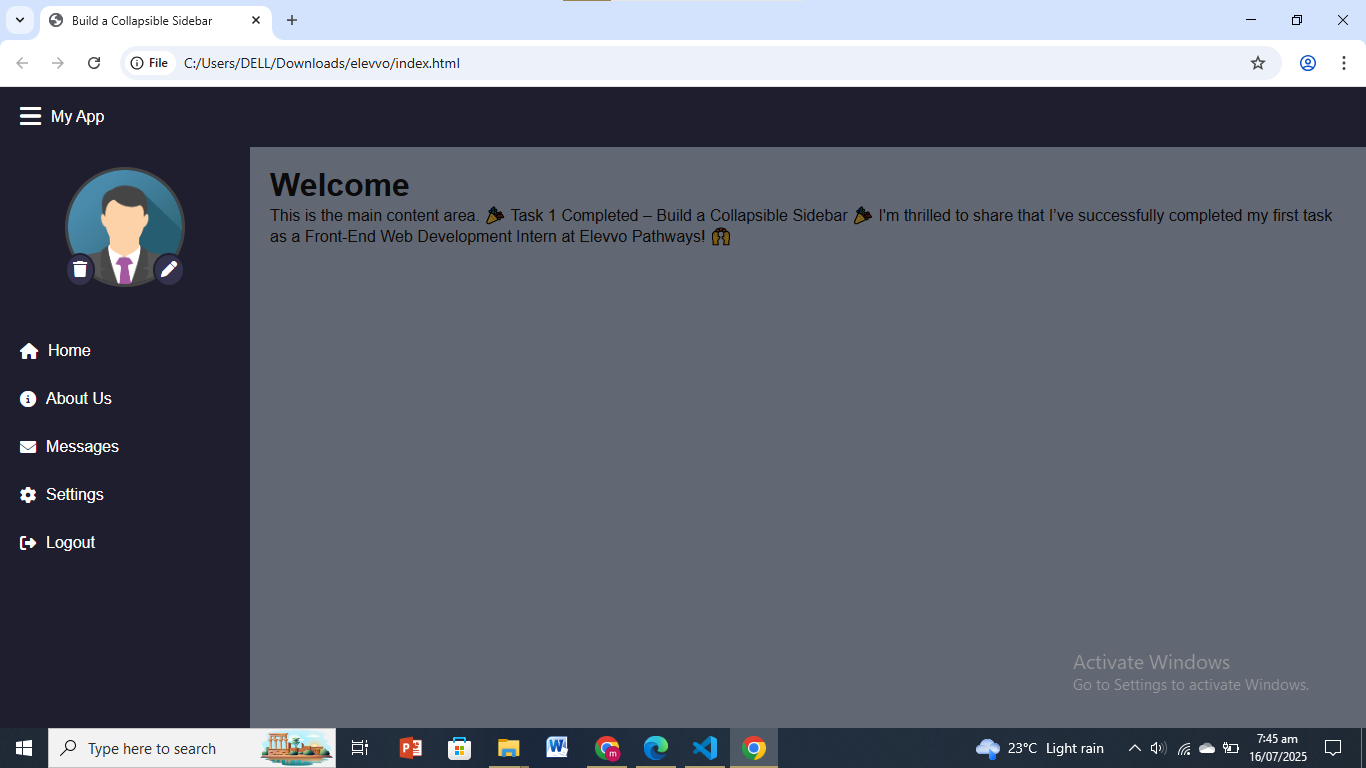 Build a Collapsible Sidebar
File C:/Users/DELL/Downloads/elevvo/index.html
My App
Welcome
This is the main content area. 🎉 Task 1 Completed – Build a Collapsible Sidebar 🎉 I'm thrilled to share that I’ve successfully completed my first task
as a Front-End Web Development Intern at Elevvo Pathways! 🙌
Home
About Us
Messages
Settings
Logout
Activate Windows
Go to Settings to activate Windows.
Type here to search
23°C Light rain
7:45 am
16/07/2025